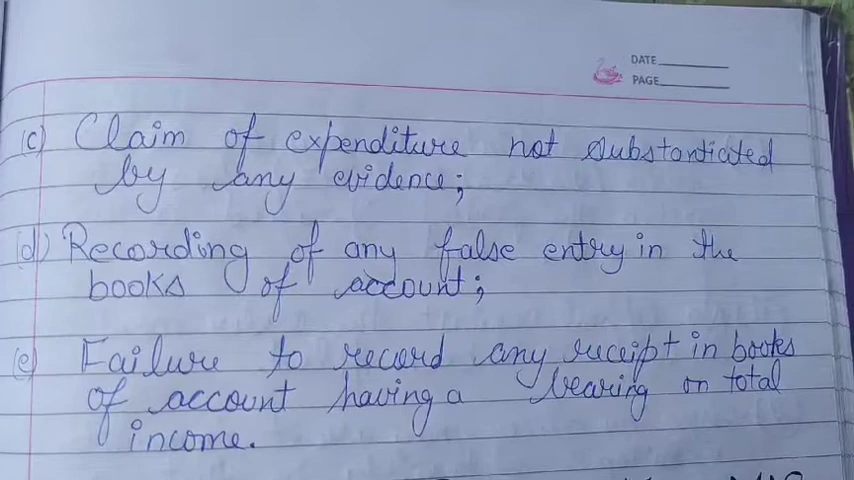 DATE
PAGE
(c) Claim of expenditure not substantiated
by any evidence;
(d) Recording of any false entry in the
books of account;
(e) Failure to record any receipt in books
of account having a bearing on total
income.